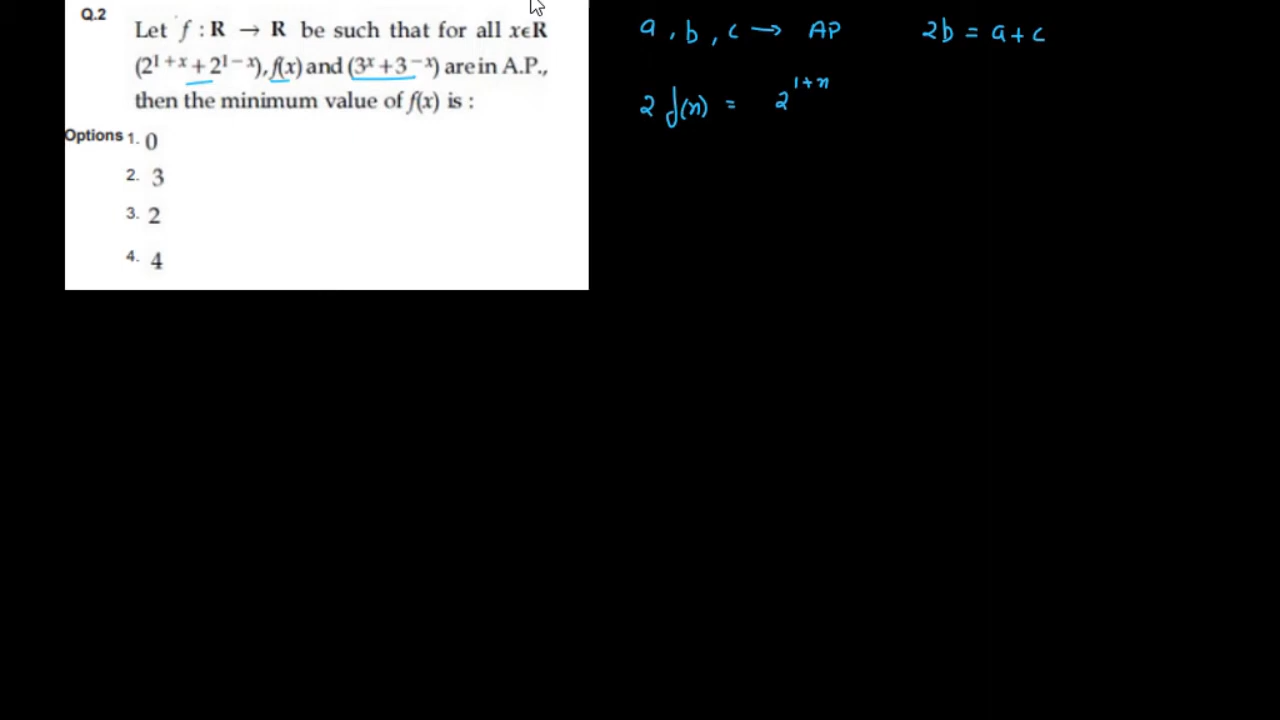 Q.2
Let f : R → R be such that for all xϵR
(2^{1+x} + 2^{1−x}), f(x) and (3^x + 3^{−x}) are in A.P.,
then the minimum value of f(x) is :
Options 1. 0
2. 3
3. 2
4. 4
a, b, c → AP 2b = a + c
2 f(x) = 2^{1+x}